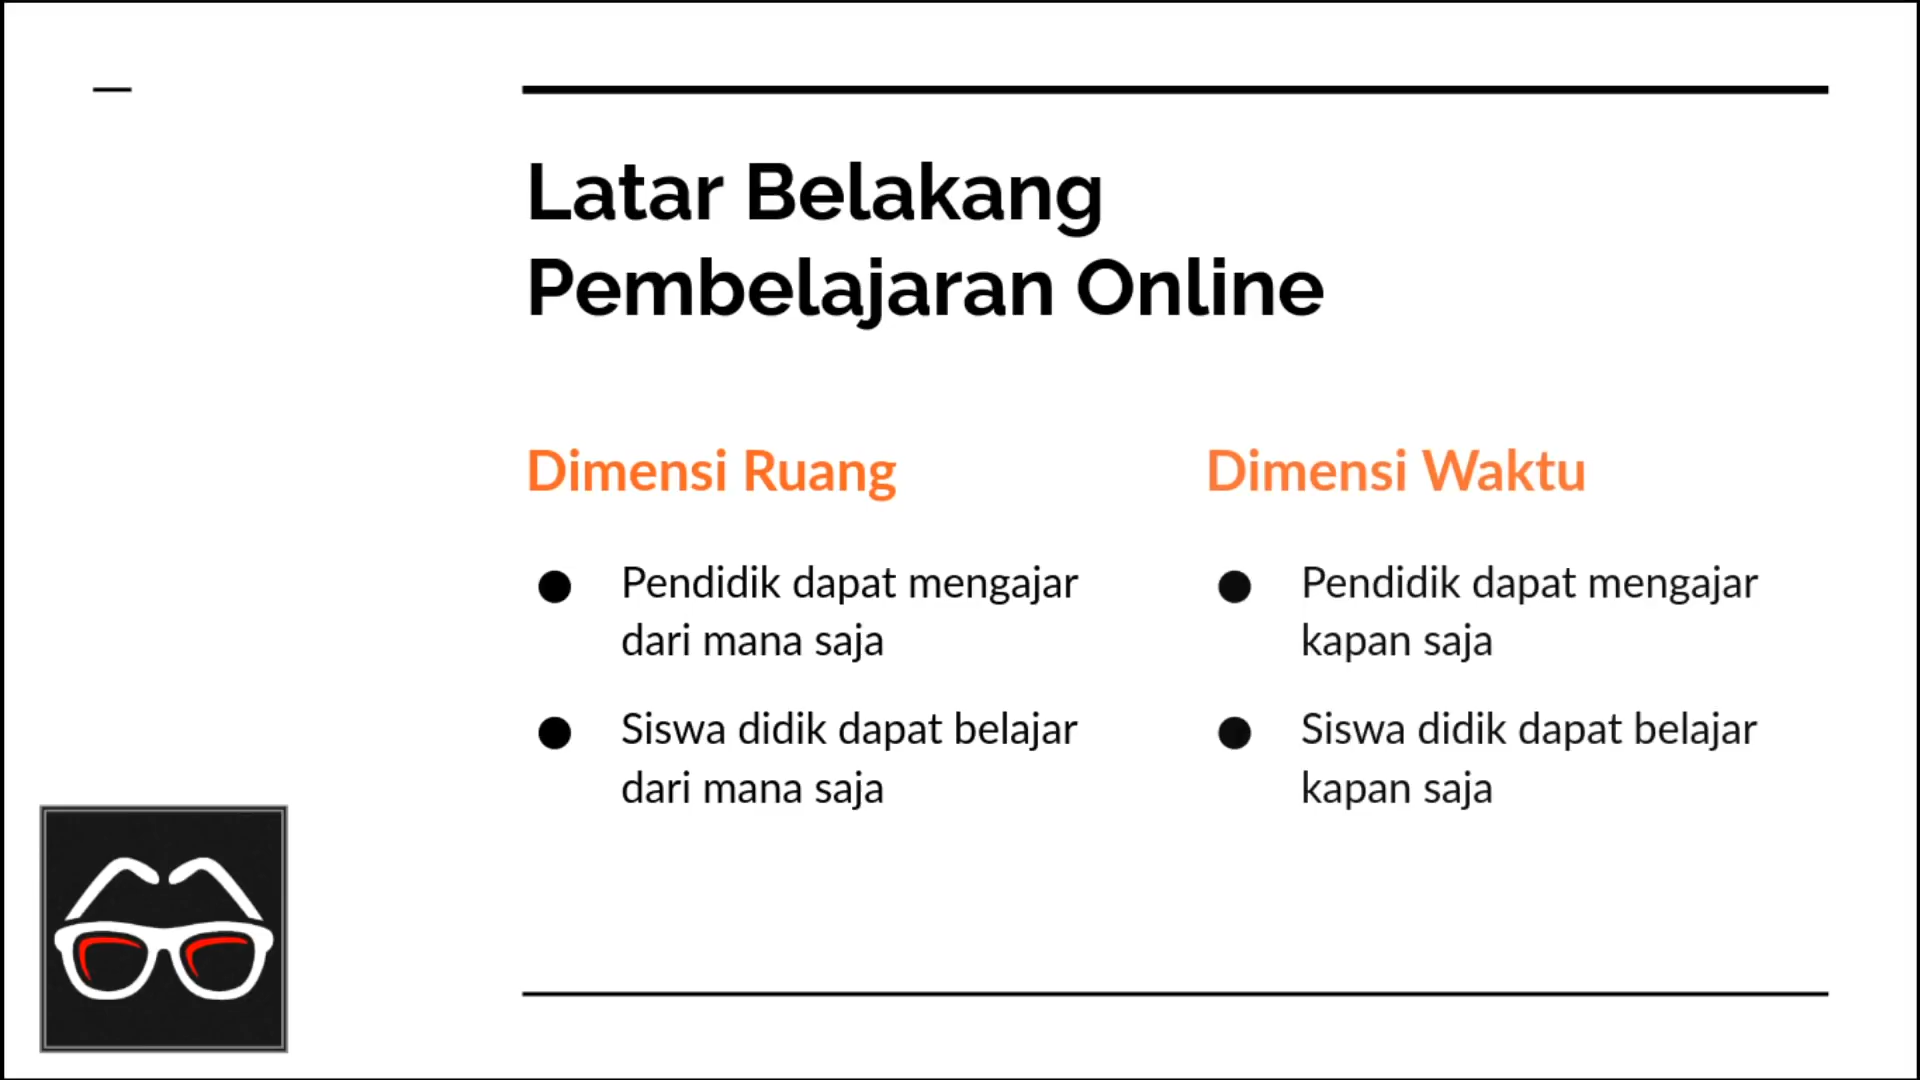 Latar Belakang
Pembelajaran Online
Dimensi Ruang
● Pendidik dapat mengajar
dari mana saja
● Siswa didik dapat belajar
dari mana saja
Dimensi Waktu
● Pendidik dapat mengajar
kapan saja
● Siswa didik dapat belajar
kapan saja